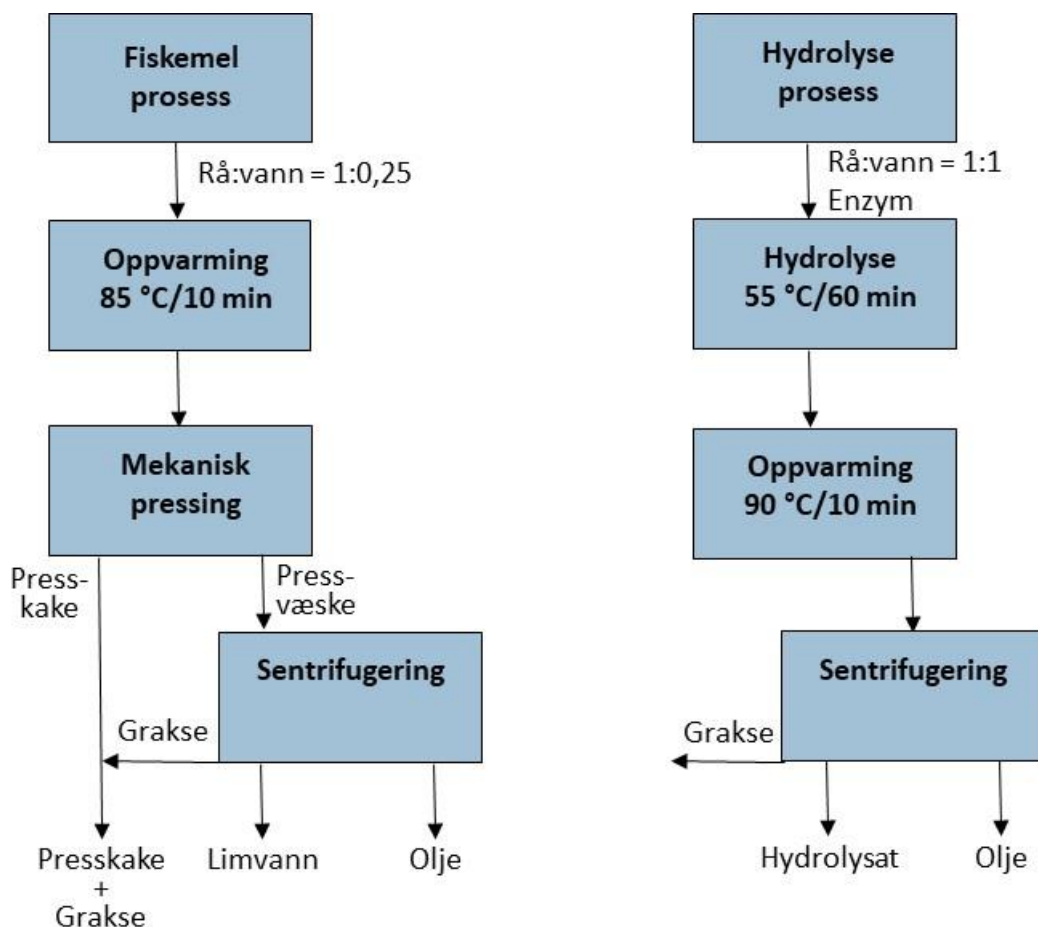 Fiskemel
prosess
Rå:vann = 1:0,25
Oppvarming
85 °C/10 min
Mekanisk
pressing
Press-
kake
Press-
væske
Sentrifugering
Grakse
Presskake
+
Grakse
Limvann
Olje
Hydrolyse
prosess
Rå:vann = 1:1
Enzym
Hydrolyse
55 °C/60 min
Oppvarming
90 °C/10 min
Sentrifugering
Grakse
Hydrolysat
Olje